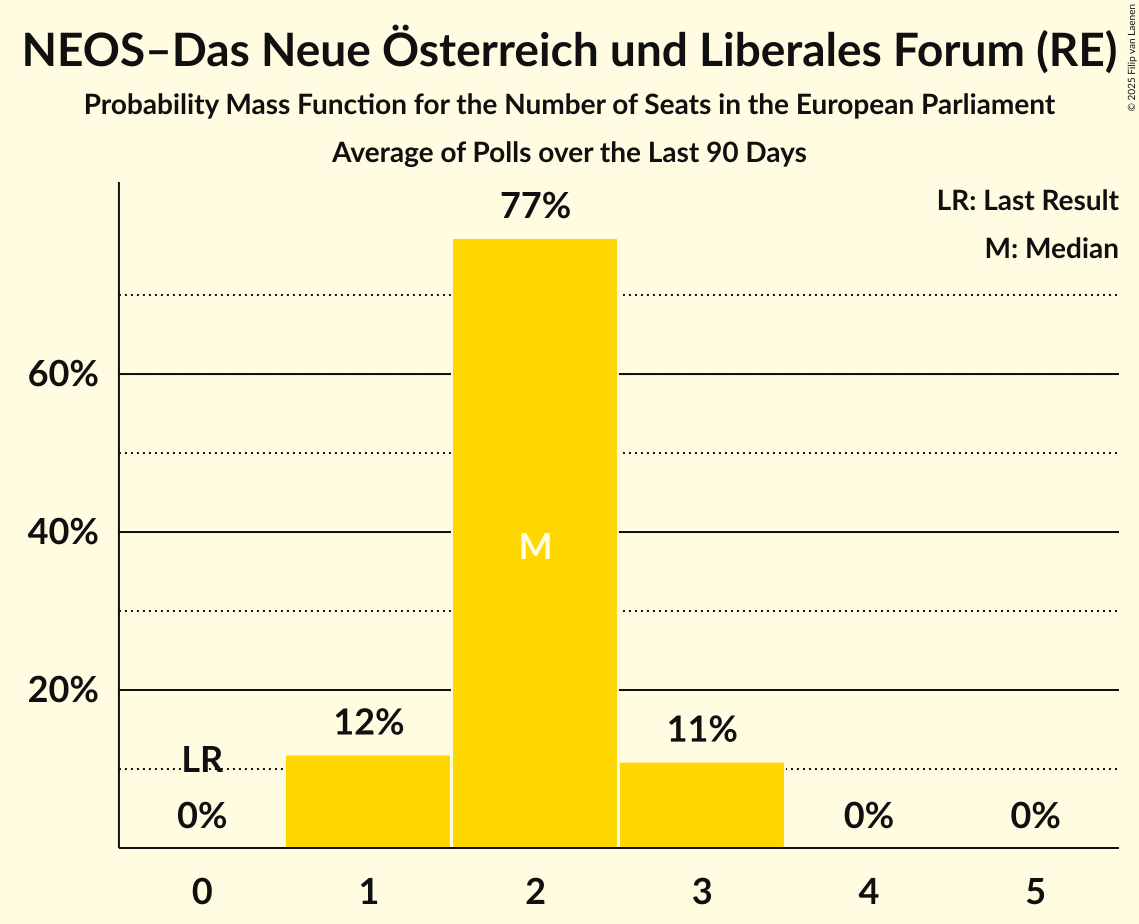 NEOS–Das Neue Österreich und Liberales Forum (RE)
Probability Mass Function for the Number of Seats in the European Parliament
Average of Polls over the Last 90 Days
© 2025 Filip van Laenen
LR: Last Result
M: Median
77%
60%
40%
M
20%
12%
11%
LR
0%
0%
0%
0 1 2 3 4 5